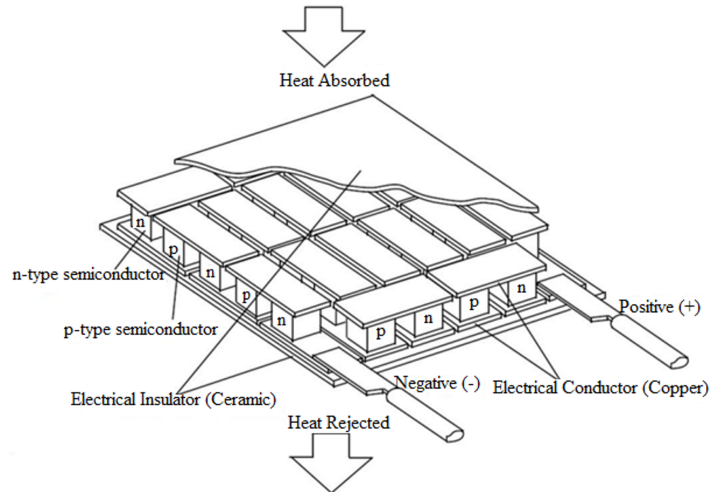 Heat Absorbed
n
p
n
p
n
p
n
p
n
n-type semiconductor
p-type semiconductor
Positive (+)
Negative (-)
Electrical Conductor (Copper)
Electrical Insulator (Ceramic)
Heat Rejected